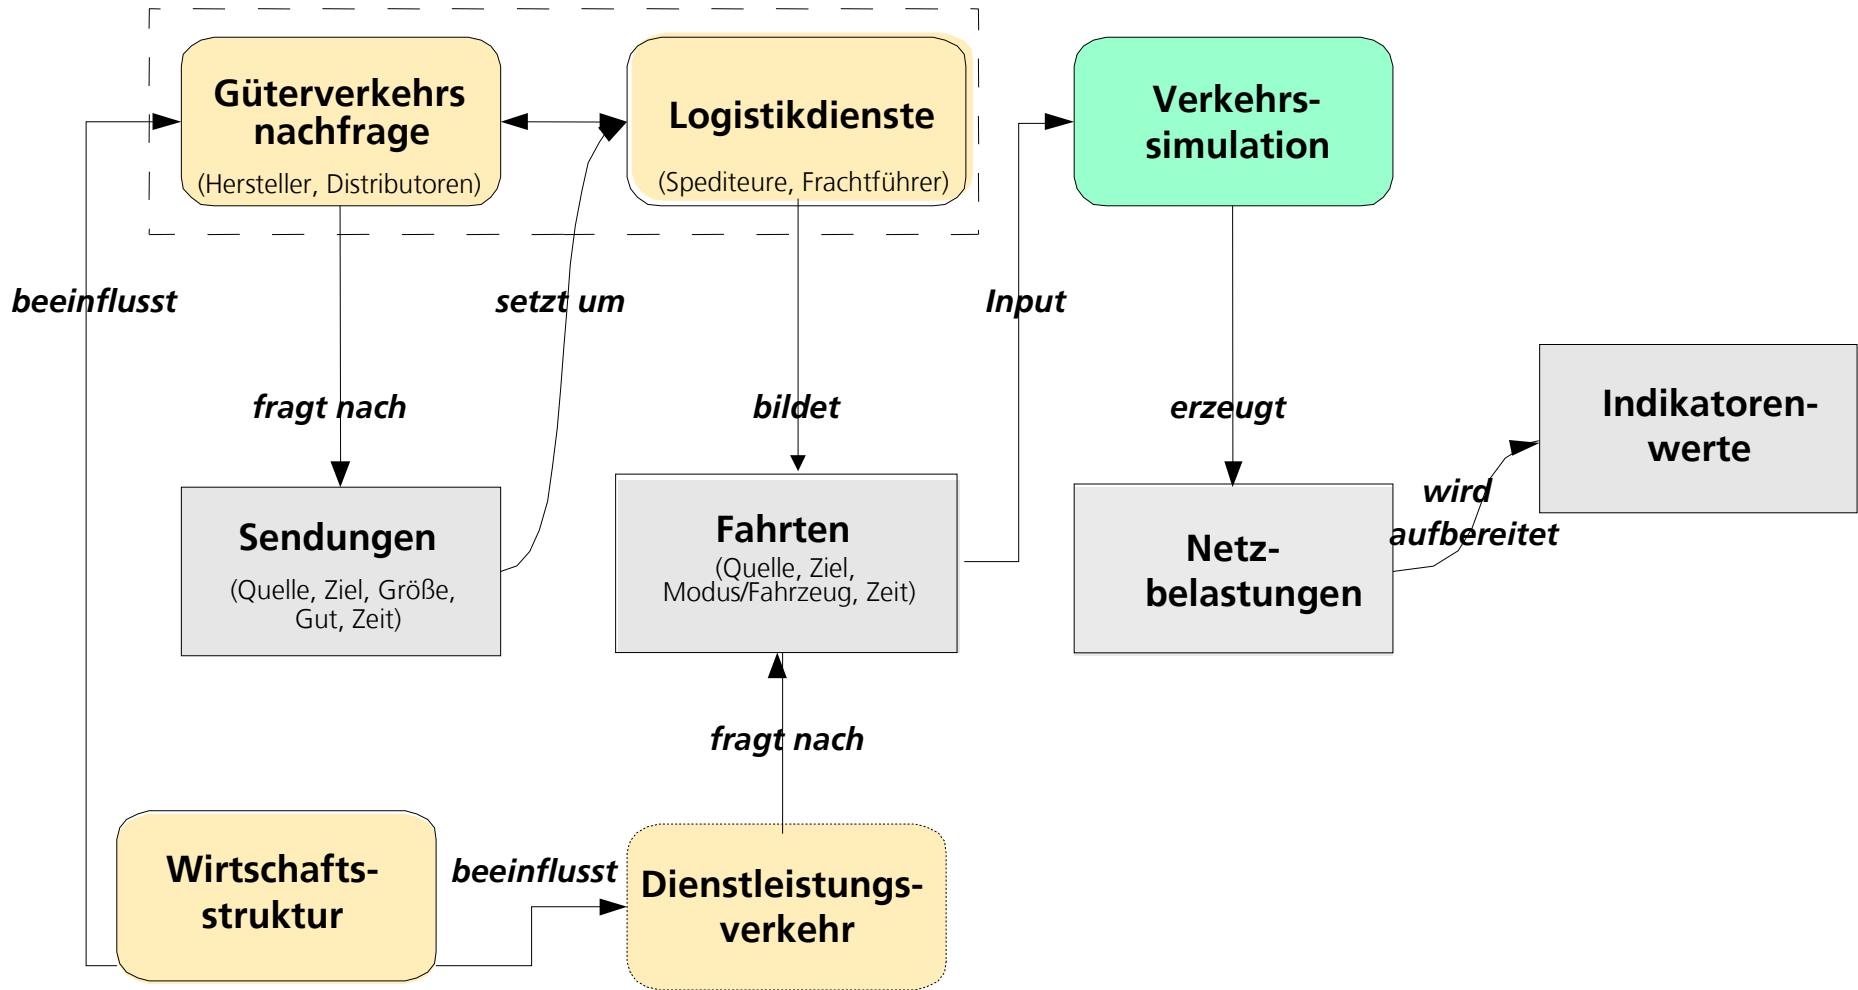 Güterverkehrs
nachfrage
(Hersteller, Distributoren)
Logistikdienste
(Spediteure, Frachtführer)
Verkehrs-
simulation
beeinflusst
setzt um
Input
fragt nach
bildet
erzeugt
Indikatoren-
werte
wird
aufbereitet
Sendungen
(Quelle, Ziel, Größe,
Gut, Zeit)
Fahrten
(Quelle, Ziel,
Modus/Fahrzeug, Zeit)
Netz-
belastungen
fragt nach
Wirtschafts-
struktur
beeinflusst
Dienstleistungs-
verkehr